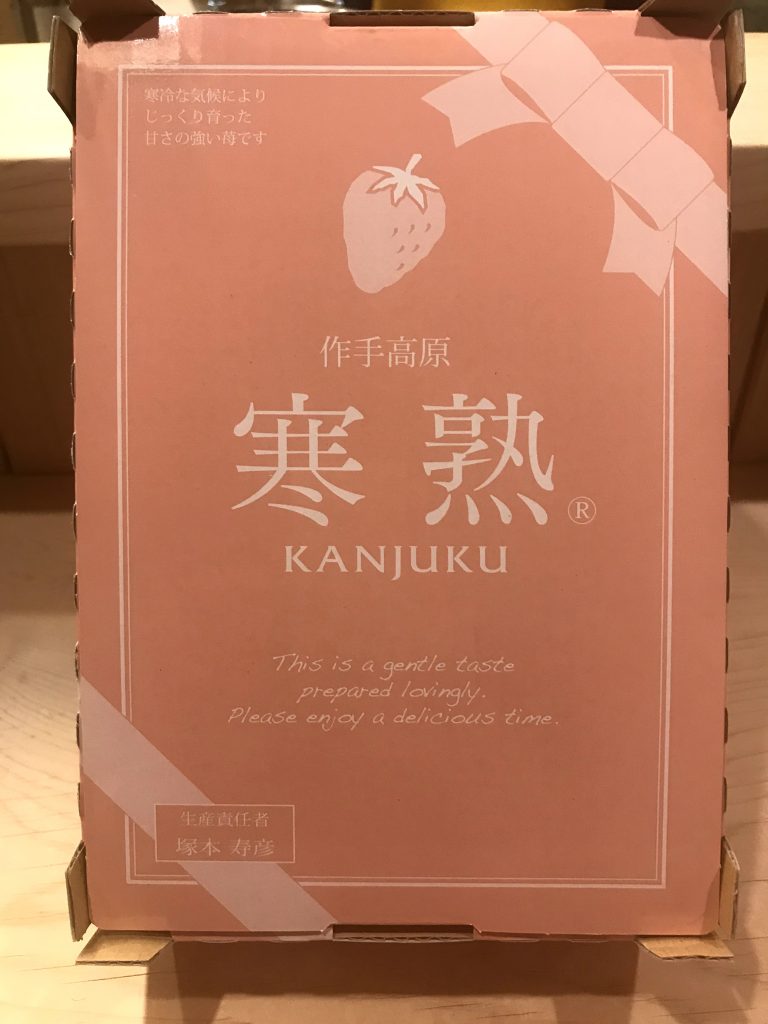 寒冷な気候により
じっくり育った
甘さの強い苺です
作手高原
寒熟®
KANJUKU
This is a gentle taste
prepared lovingly.
Please enjoy a delicious time.
生産責任者
塚本 寿彦